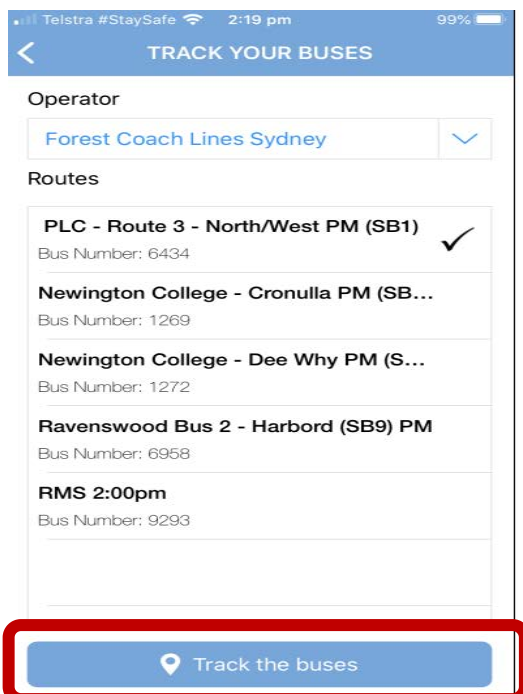 Telstra #StaySafe 2:19 pm 99%
TRACK YOUR BUSES
Operator
Forest Coach Lines Sydney
Routes
PLC - Route 3 - North/West PM (SB1)
Bus Number: 6434
Newington College - Cronulla PM (SB...
Bus Number: 1269
Newington College - Dee Why PM (S...
Bus Number: 1272
Ravenswood Bus 2 - Harbord (SB9) PM
Bus Number: 6958
RMS 2:00pm
Bus Number: 9293
Track the buses